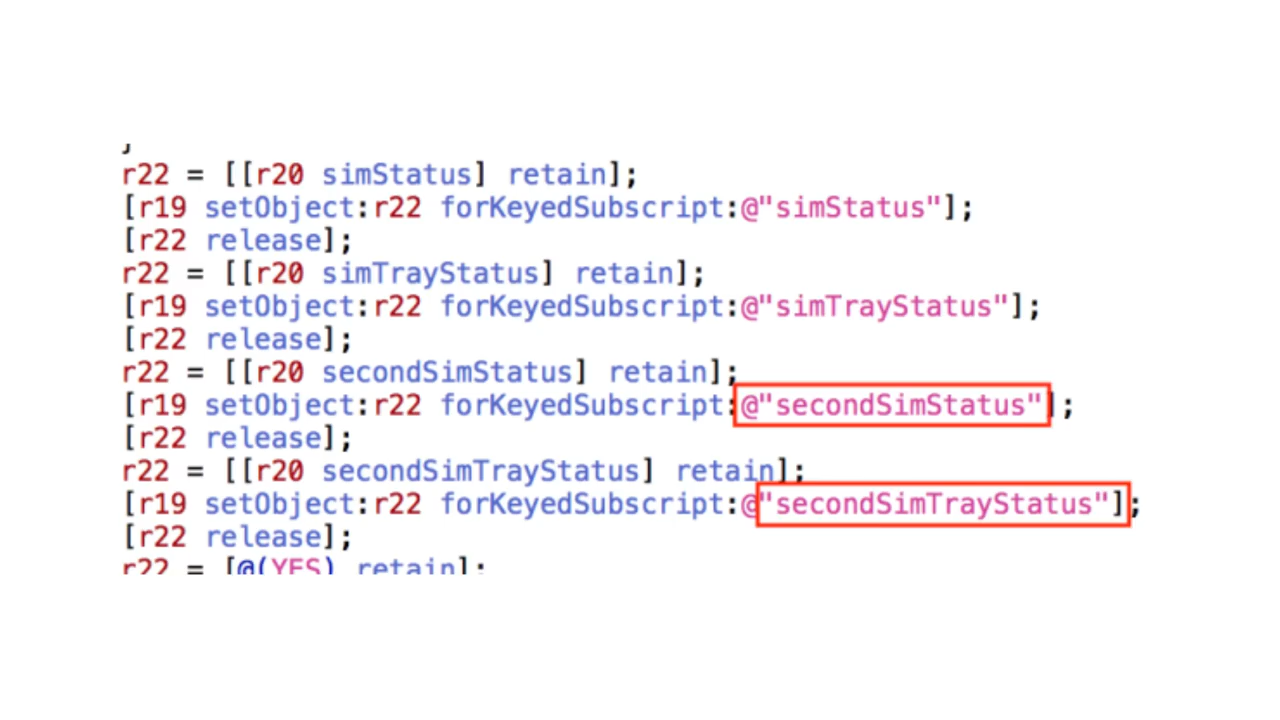 }
r22 = [[r20 simStatus] retain];
[r19 setObject:r22 forKeyedSubscript:@"simStatus"];
[r22 release];
r22 = [[r20 simTrayStatus] retain];
[r19 setObject:r22 forKeyedSubscript:@"simTrayStatus"];
[r22 release];
r22 = [[r20 secondSimStatus] retain];
[r19 setObject:r22 forKeyedSubscript:@"secondSimStatus"];
[r22 release];
r22 = [[r20 secondSimTrayStatus] retain];
[r19 setObject:r22 forKeyedSubscript:@"secondSimTrayStatus"];
[r22 release];
r22 = [@(YES) retain];